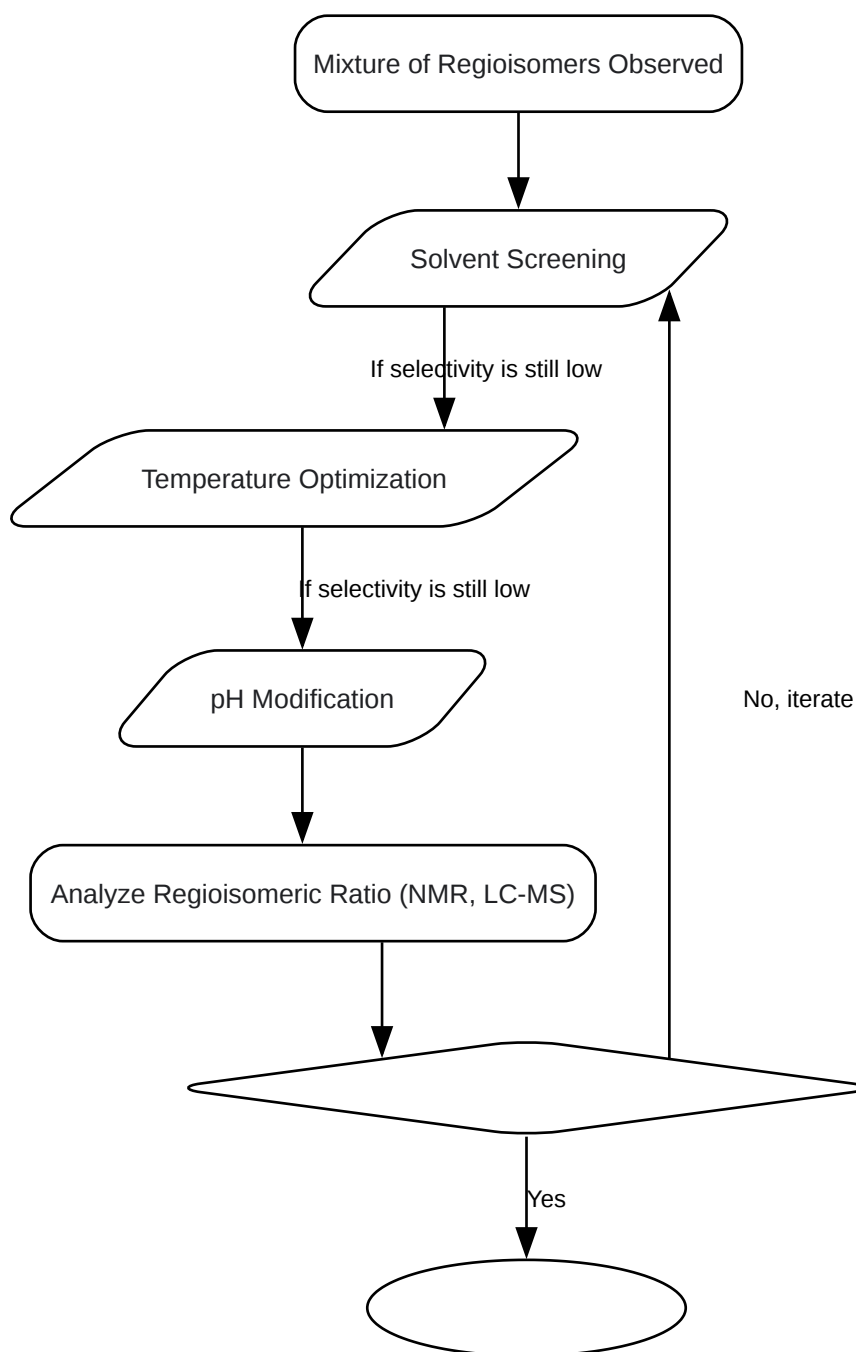 Mixture of Regioisomers Observed
Solvent Screening
If selectivity is still low
Temperature Optimization
If selectivity is still low
pH Modification
No, iterate
Analyze Regioisomeric Ratio (NMR, LC-MS)
Yes